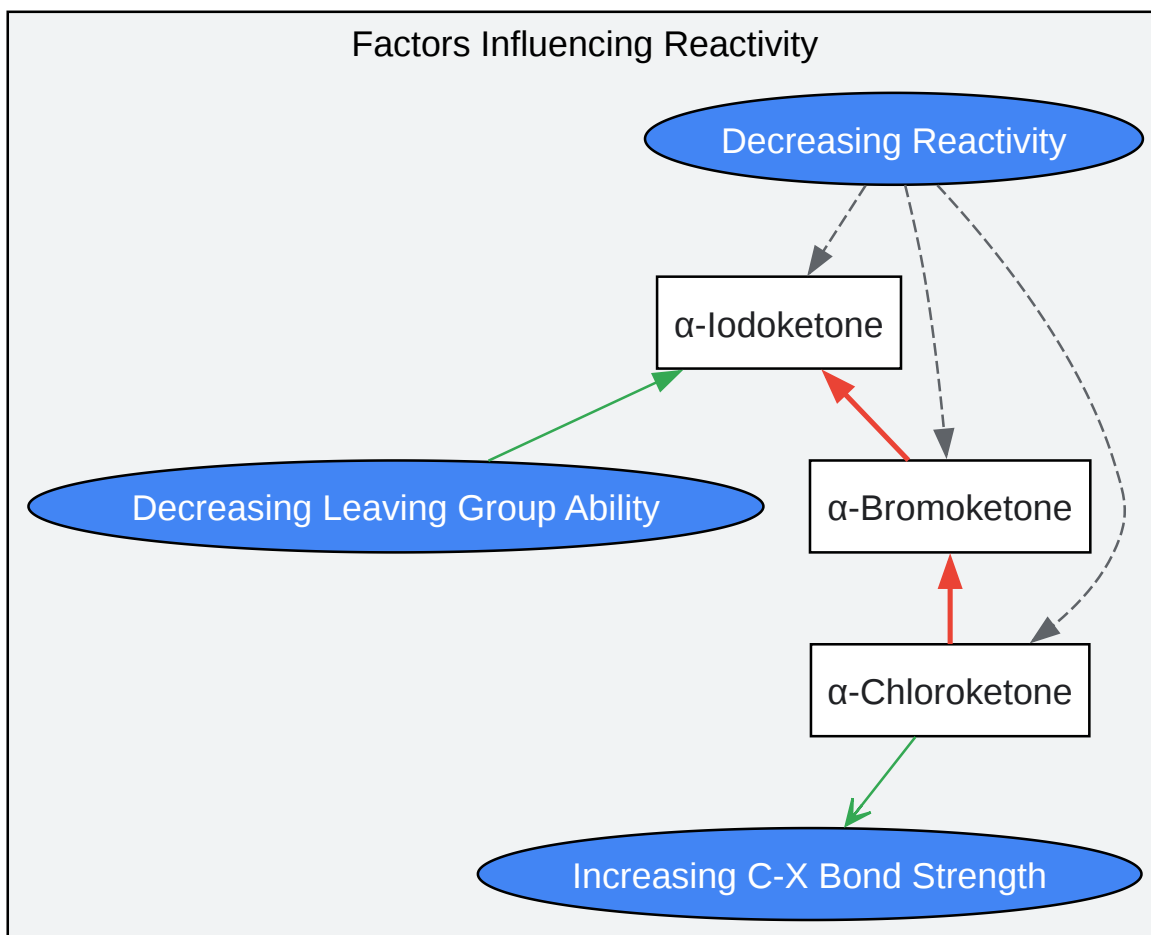 Factors Influencing Reactivity
Decreasing Reactivity
α-Iodoketone
Decreasing Leaving Group Ability
α-Bromoketone
α-Chloroketone
Increasing C-X Bond Strength